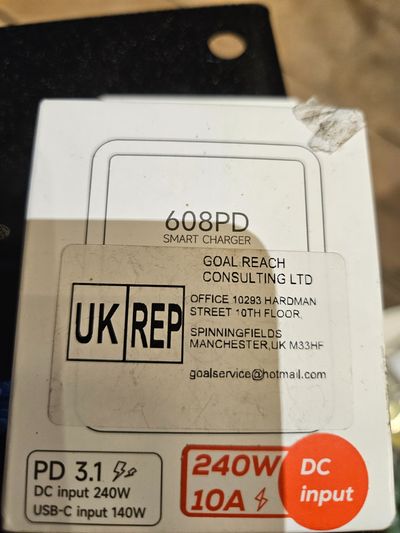 608PD
SMART CHARGER
GOAL REACH
CONSULTING LTD
UK REP
OFFICE 10293 HARDMAN
STREET 10TH FLOOR,
SPINNINGFIELDS
MANCHESTER,UK M33HF
goalservice@hotmail.com
PD 3.1
DC input 240W
USB-C input 140W
240W
10A
DC
input